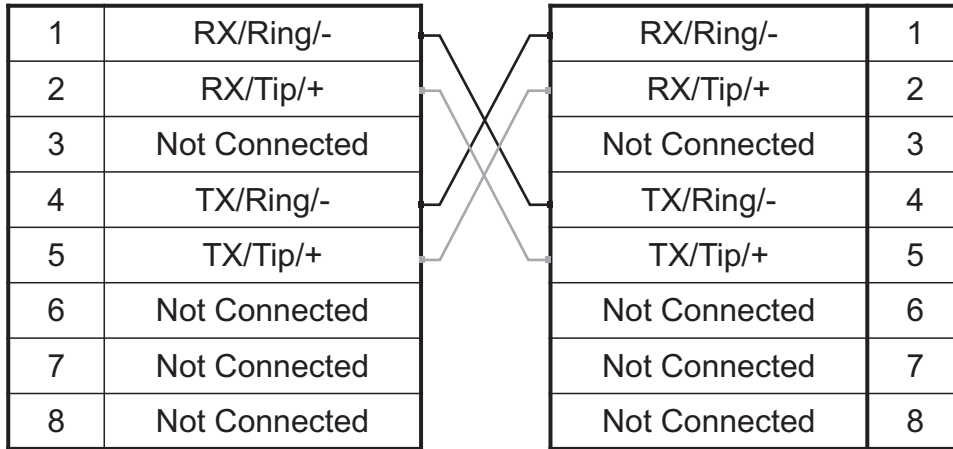 1 RX/Ring/- RX/Ring/- 1
2 RX/Tip/+ RX/Tip/+ 2
3 Not Connected Not Connected 3
4 TX/Ring/- TX/Ring/- 4
5 TX/Tip/+ TX/Tip/+ 5
6 Not Connected Not Connected 6
7 Not Connected Not Connected 7
8 Not Connected Not Connected 8